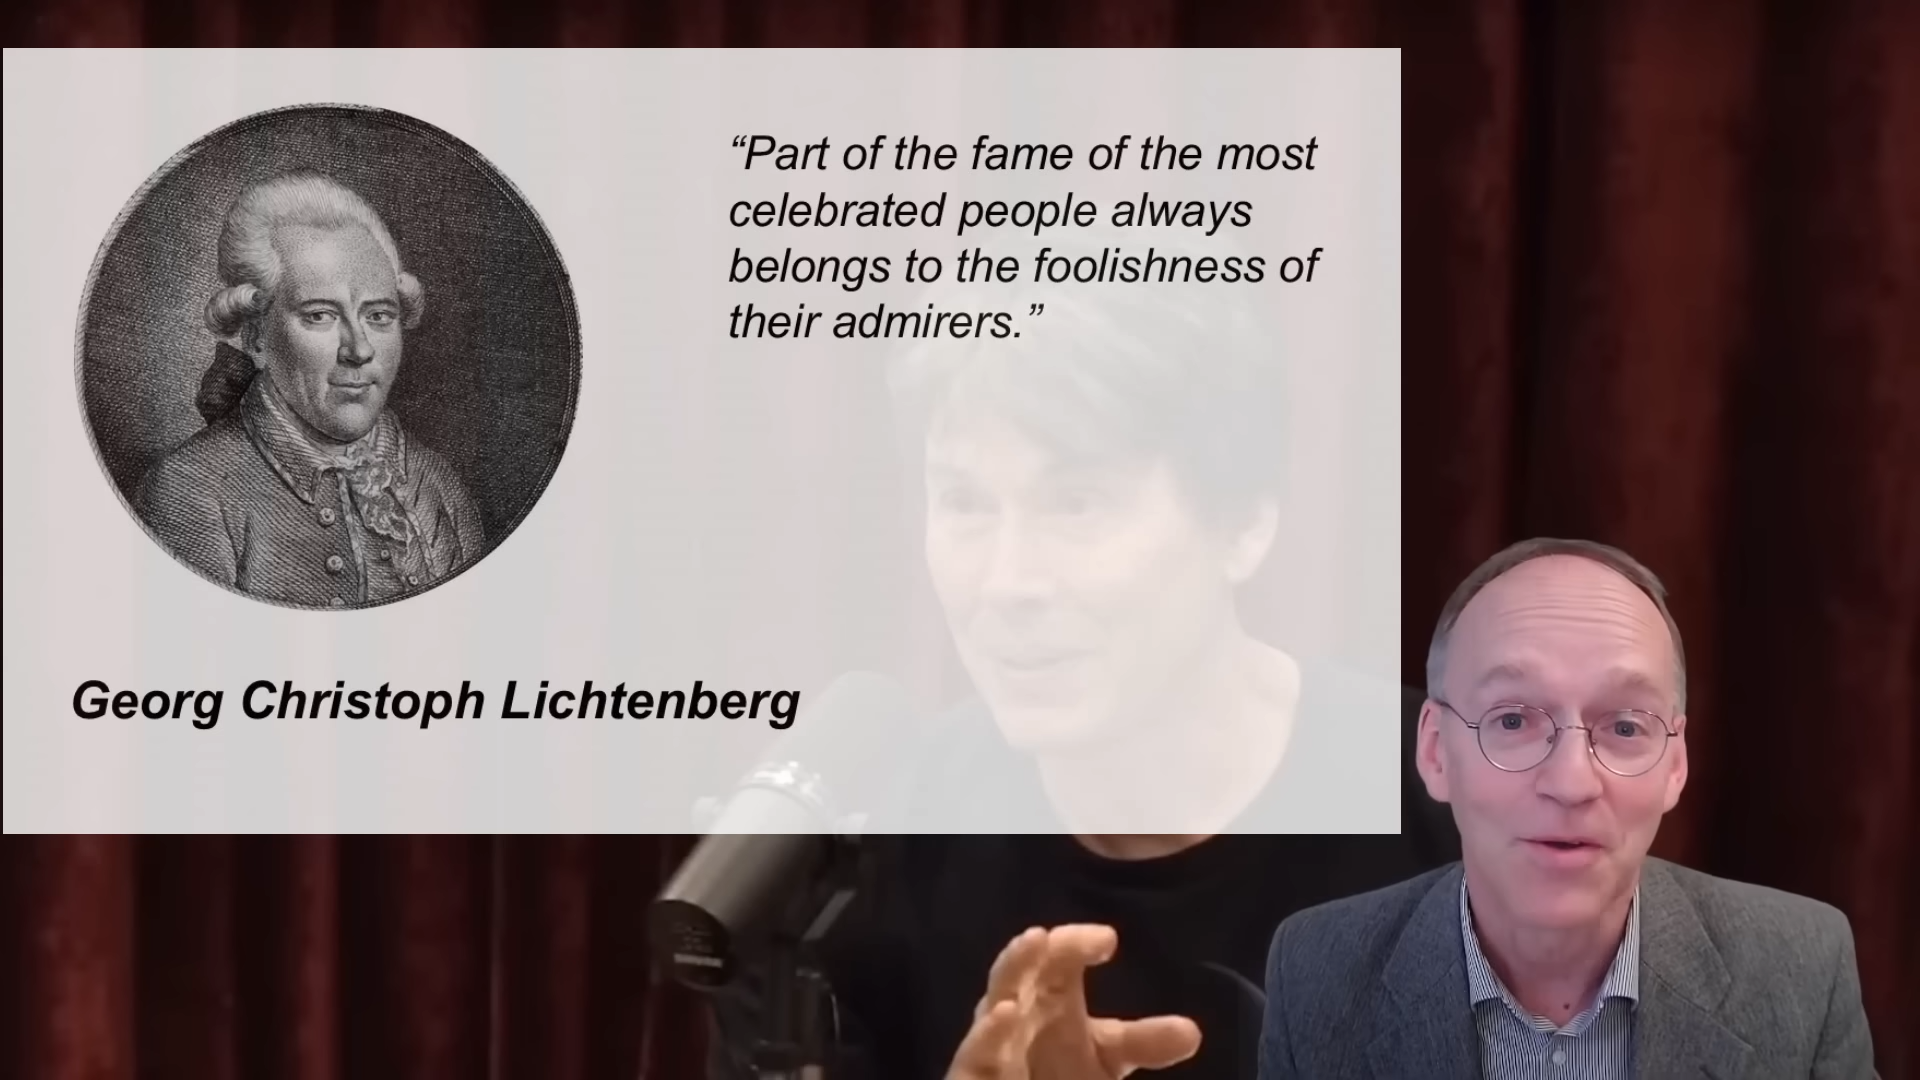 “Part of the fame of the most
celebrated people always
belongs to the foolishness of
their admirers.”
Georg Christoph Lichtenberg